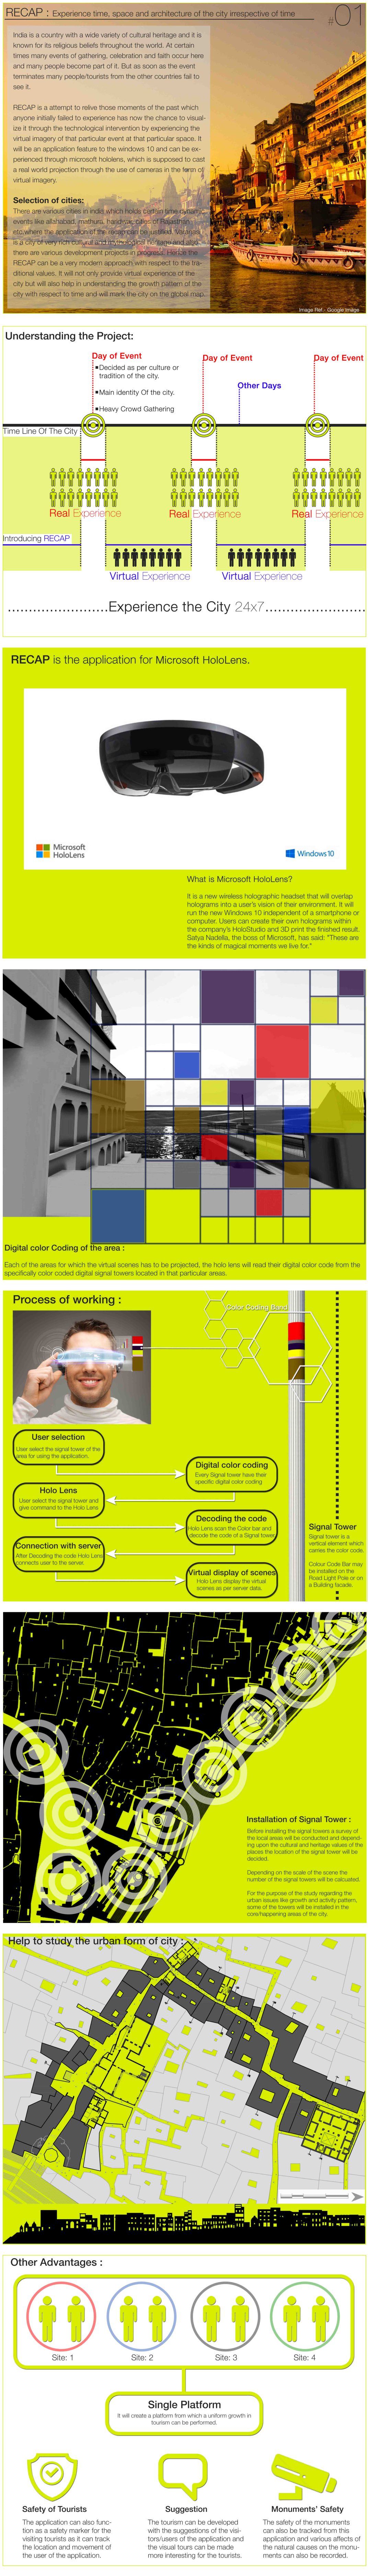 RECAP : Experience time, space and architecture of the city irrespective of time
#01
India is a country with a wide variety of cultural heritage and it is
known for its religious beliefs throughout the world. At certain
times many events of gathering, celebration and faith occur here
and many people become part of it. But as soon as the event
terminates many people/tourists from the other countries fail to
see it.
RECAP is a attempt to relive those moments of the past which
anyone initially failed to experience has now the chance to visual-
ize it through the technological intervention by experiencing the
virtual imagery of that particular event at that particular space. It
will be an application feature to the windows 10 and can be ex-
perienced through microsoft hololens, which is supposed to cast
a real world projection through the use of cameras in the form of
virtual imagery.
Selection of cities:
There are various cities in india which holds certain type cultural
events like allahabad, mathura, haridwar, cities of Rajasthan
etc where the application of the recap can be justified. Varanasi
is a city of very rich cultural and mythological heritage and also
there are various development projects in progress. Hence the
RECAP can be a very modern approach with respect to the tra-
ditional values. It will not only provide virtual experience of the
city but will also help in understanding the growth pattern of the
city with respect to time and will mark the city on the global map.
Image Ref - Google Image
Understanding the Project:
Day of Event
Decided as per culture or
tradition of the city.
Main identity Of the city.
Heavy Crowd Gathering
Day of Event
Day of Event
Other Days
Time Line Of The City
Real Experience
Real Experience
Real Experience
Introducing RECAP
Virtual Experience
Virtual Experience
........................Experience the City 24x7........................
RECAP is the application for Microsoft HoloLens.
Microsoft
HoloLens
Windows 10
What is Microsoft HoloLens?
It is a new wireless holographic headset that will overlap
holograms into a user's vision of their environment. It will
run the new Windows 10 independent of a smartphone or
computer. Users can create their own holograms within
the company's HoloStudio and 3D print the finished result.
Satya Nadella, the boss of Microsoft, has said: "These are
the kinds of magical moments we live for."
Digital color Coding of the area :
Each of the areas for which the virtual scenes has to be projected, the holo lens will read their digital color code from the
specifically color coded digital signal towers located in that particular areas.
Process of working :
Color Coding Band
User selection
User select the signal tower of the
area for using the application.
Digital color coding
Every Signal tower have their
specific digital color coding
Holo Lens
User select the signal tower and
give command to the Holo Lens
Decoding the code
Holo Lens scan the Color bar and
decode the code of a Signal tower
Connection with server
After Decoding the code Holo Lens
connects user to the server.
Virtual display of scenes
Holo Lens display the virtual
scenes as per server data.
Signal Tower
Signal tower is a
vertical element which
carries the color code.
Colour Code Bar may
be installed on the
Road Light Pole or on
a Building facade.
Installation of Signal Tower :
Before installing the signal towers a survey of
the local areas will be conducted and depend-
ing upon the cultural and heritage values of the
places the location of the signal tower will be
decided.
Depending on the scale of the scene the
number of the signal towers will be calcuated.
For the purpose of the study regarding the
urban issues like growth and activity pattern,
some of the towers will be installed in the
core/happening areas of the city.
Help to study the urban form of city :
Other Advantages :
Site: 1
Site: 2
Site: 3
Site: 4
Single Platform
It will create a platform from which a uniform growth in
tourism can be performed.
Safety of Tourists
The application can also func-
tion as a safety marker for the
visiting tourists as it can track
the location and movement of
the user of the application.
Suggestion
The tourism can be developed
with the suggestions of the visi-
tors/users of the application and
the visual tours can be made
more interesting for the tourists.
Monuments' Safety
The safety of the monuments
can also be tracked from this
application and various affects of
the natural causes on the monu-
ments can also be recorded.